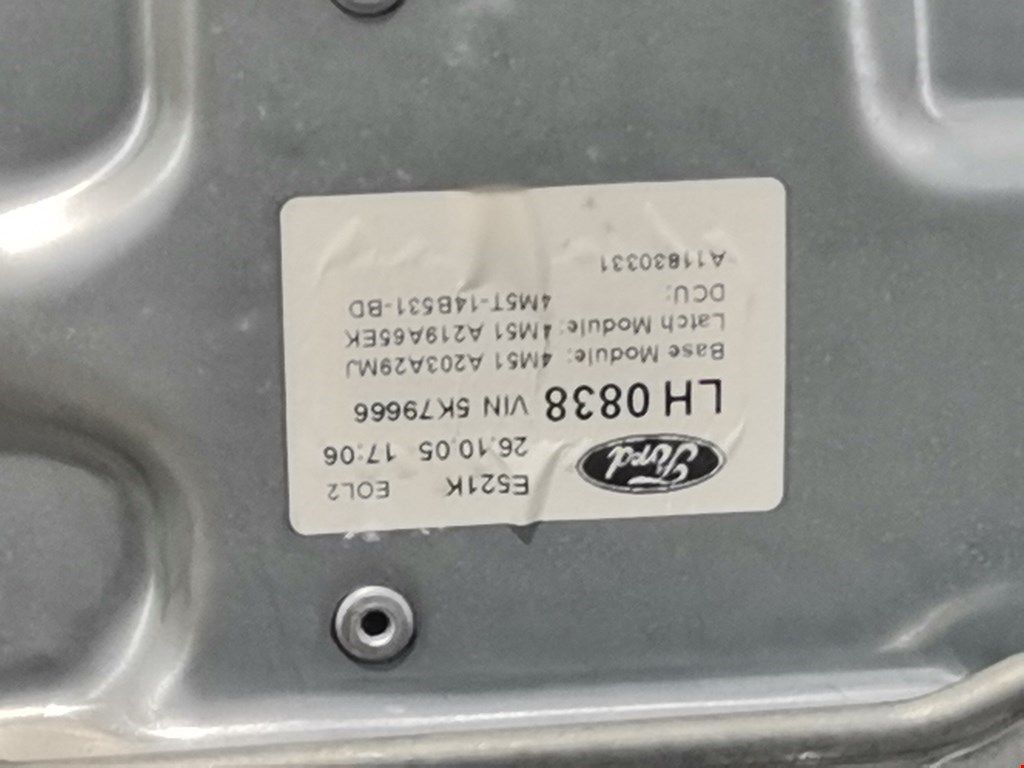 Ford E521K EOL2
26.10.05 17:06
LH 0838 VIN 5K79666
Base Module: 4M51 A203A29MJ
Latch Module: 4M51 A219A65EK
DCU: 4M5T-14B531-BD
A11830331